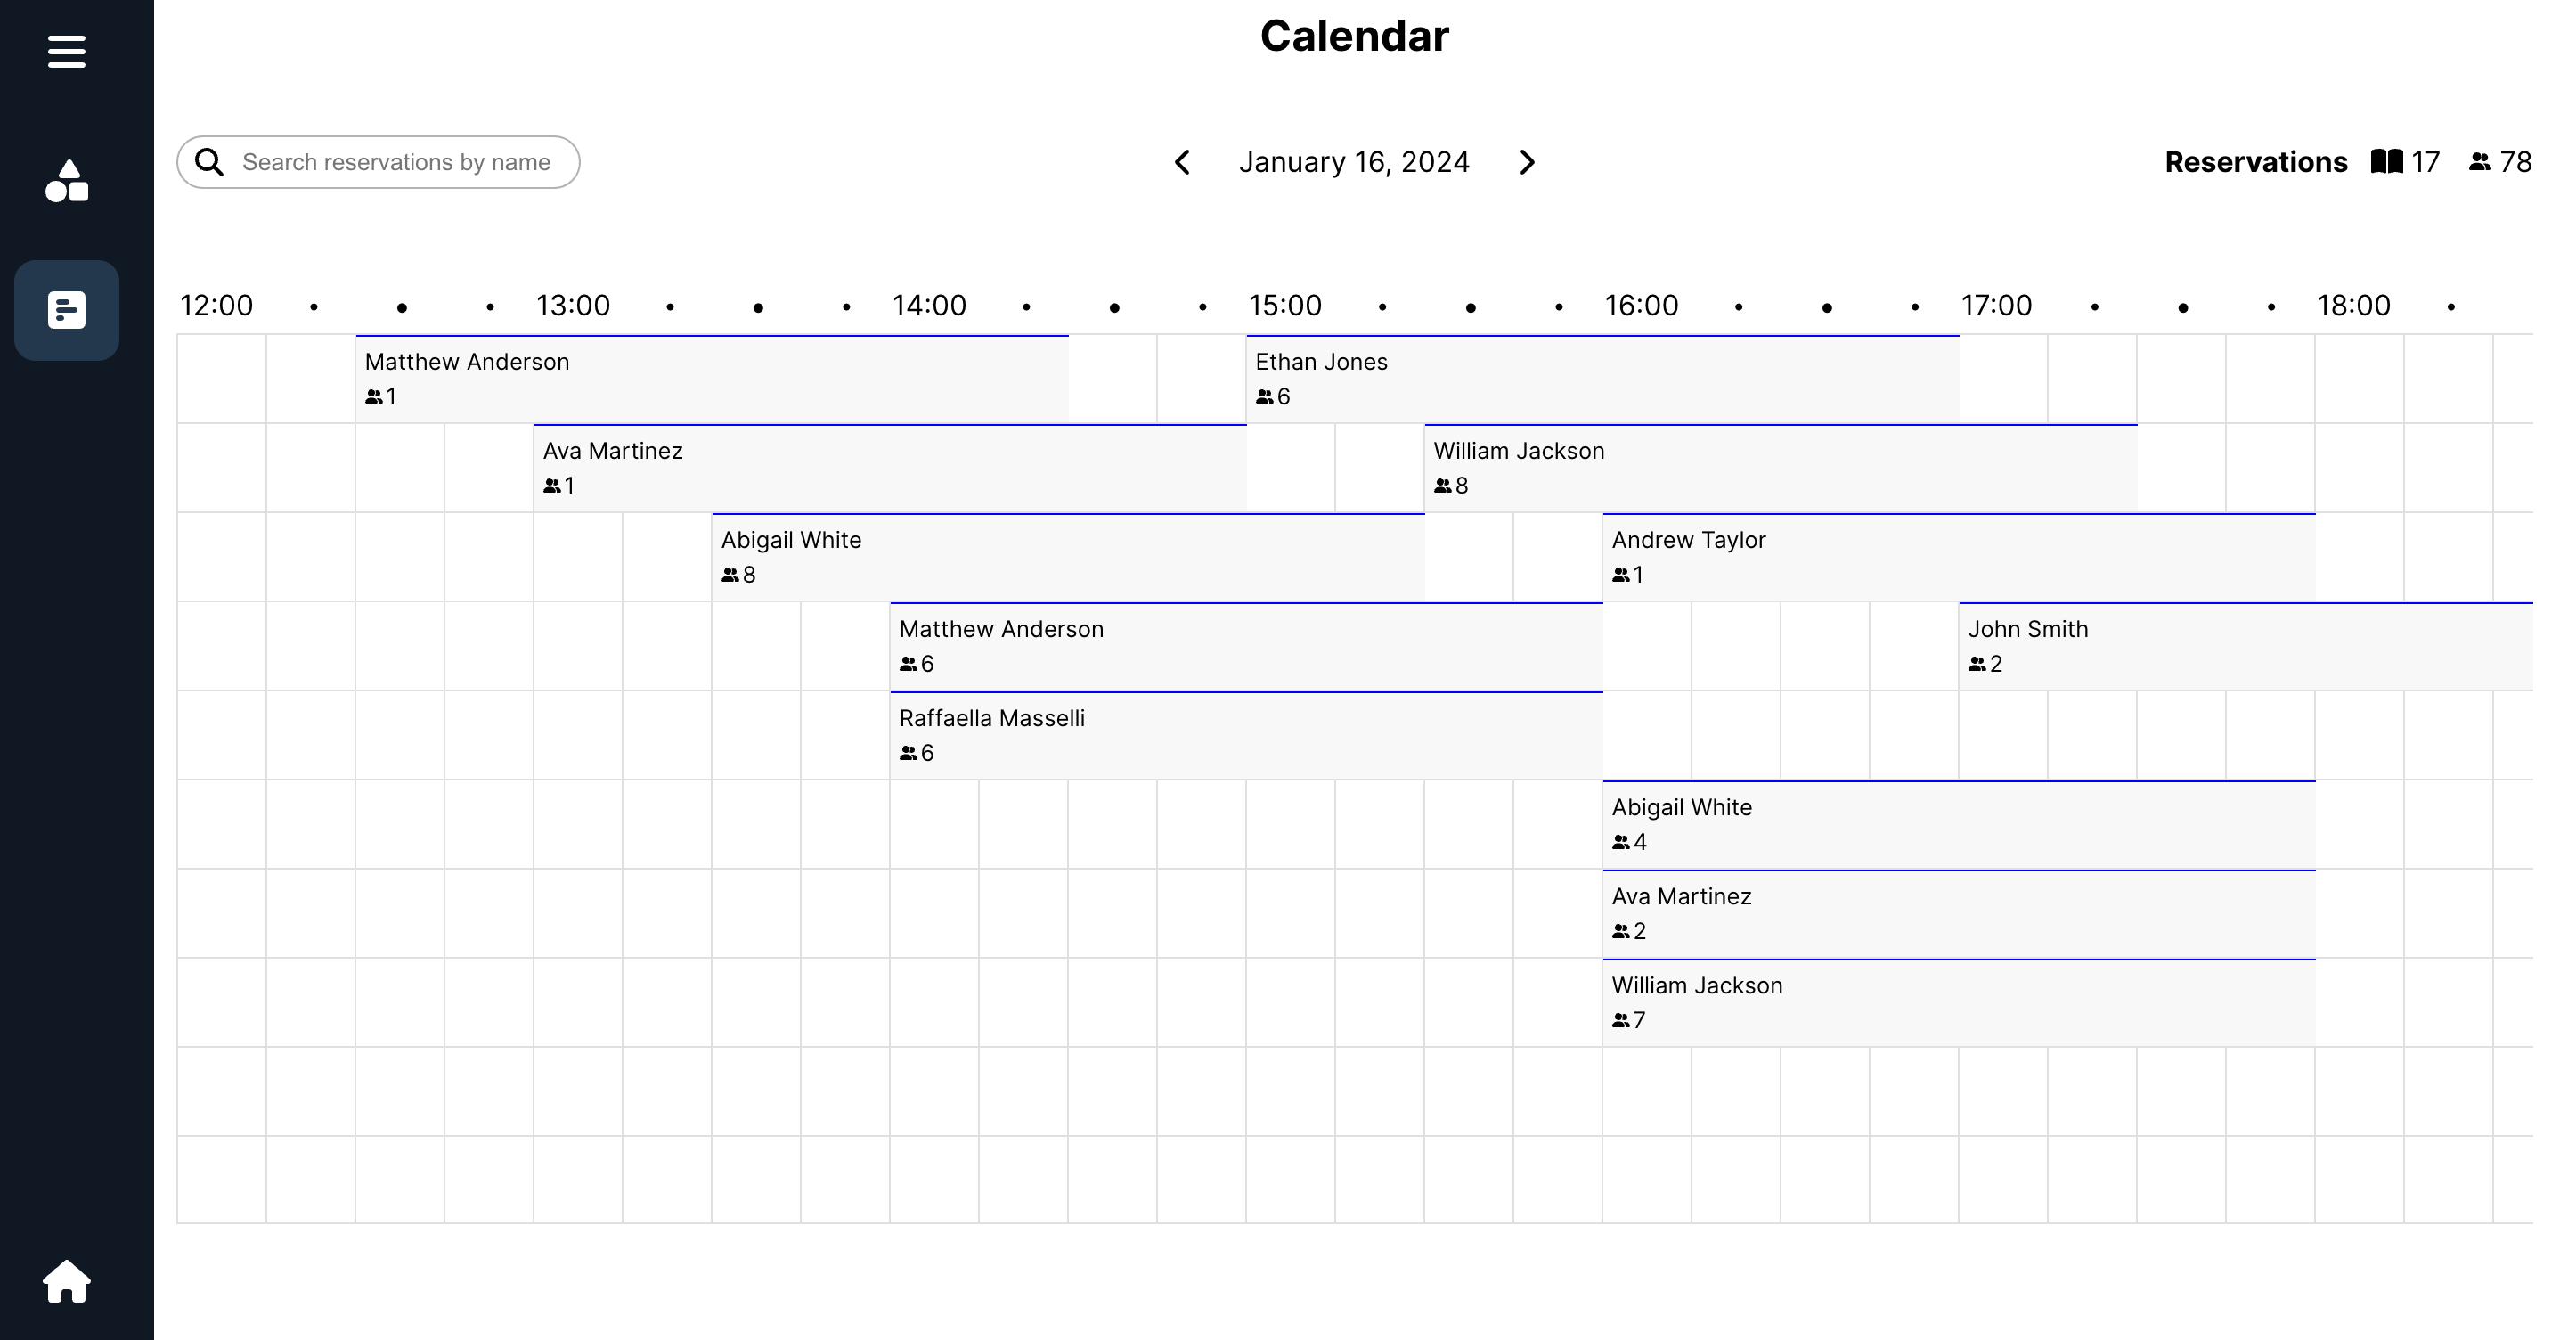 Calendar
Search reservations by name
January 16, 2024
Reservations 17 78
12:00 13:00 14:00 15:00 16:00 17:00 18:00
Matthew Anderson
1
Ethan Jones
6
Ava Martinez
1
William Jackson
8
Abigail White
8
Andrew Taylor
1
Matthew Anderson
6
John Smith
2
Raffaella Masselli
6
Abigail White
4
Ava Martinez
2
William Jackson
7